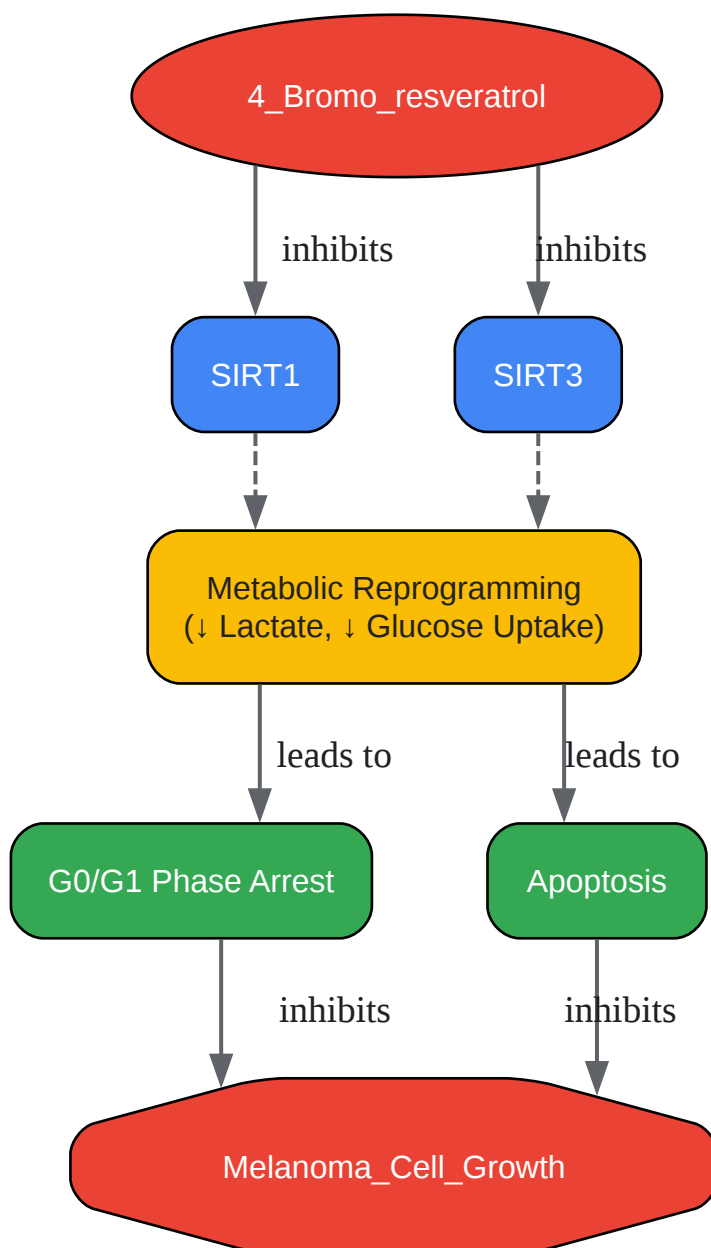 4_Bromo_resveratrol
inhibits
inhibits
SIRT1
SIRT3
Metabolic Reprogramming
(↓ Lactate, ↓ Glucose Uptake)
leads to
leads to
G0/G1 Phase Arrest
Apoptosis
inhibits
inhibits
Melanoma_Cell_Growth